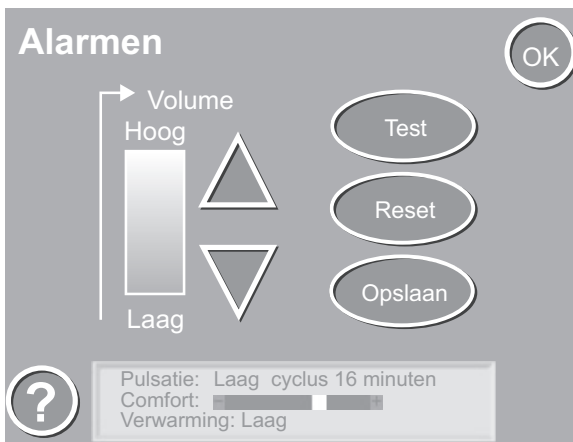 Alarmen
OK
Volume
Hoog
Laag
Test
Reset
Opslaan
?
Pulsatie: Laag cyclus 16 minuten
Comfort: - +
Verwarming: Laag